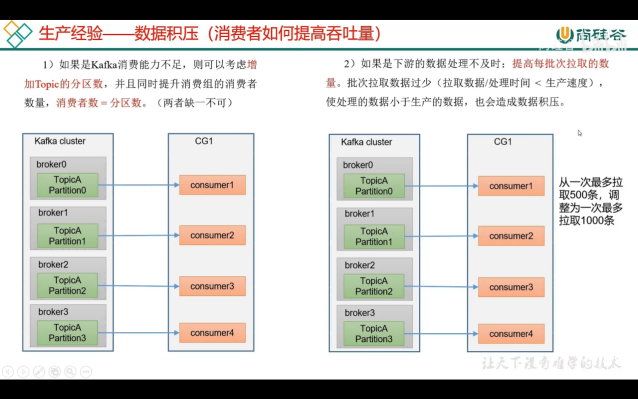 生产经验——数据积压（消费者如何提高吞吐量）
尚硅谷
1）如果是Kafka消费能力不足，则可以考虑增
加Topic的分区数，并且同时提升消费组的消费者
数量，消费者数 = 分区数。（两者缺一不可）
2）如果是下游的数据处理不及时：提高每批次拉取的数
量。批次拉取数据过少（拉取数据/处理时间 < 生产速度），
使处理的数据小于生产的数据，也会造成数据积压。
Kafka cluster
CG1
broker0
TopicA
Partition0
consumer1
broker1
TopicA
Partition1
consumer2
broker2
TopicA
Partition2
consumer3
broker3
TopicA
Partition3
consumer4
Kafka cluster
CG1
broker0
TopicA
Partition0
consumer1
broker1
TopicA
Partition1
consumer2
broker2
TopicA
Partition2
consumer3
broker3
TopicA
Partition3
consumer4
从一次最多拉
取500条，调
整为一次最多
拉取1000条
让天下没有难学的技术